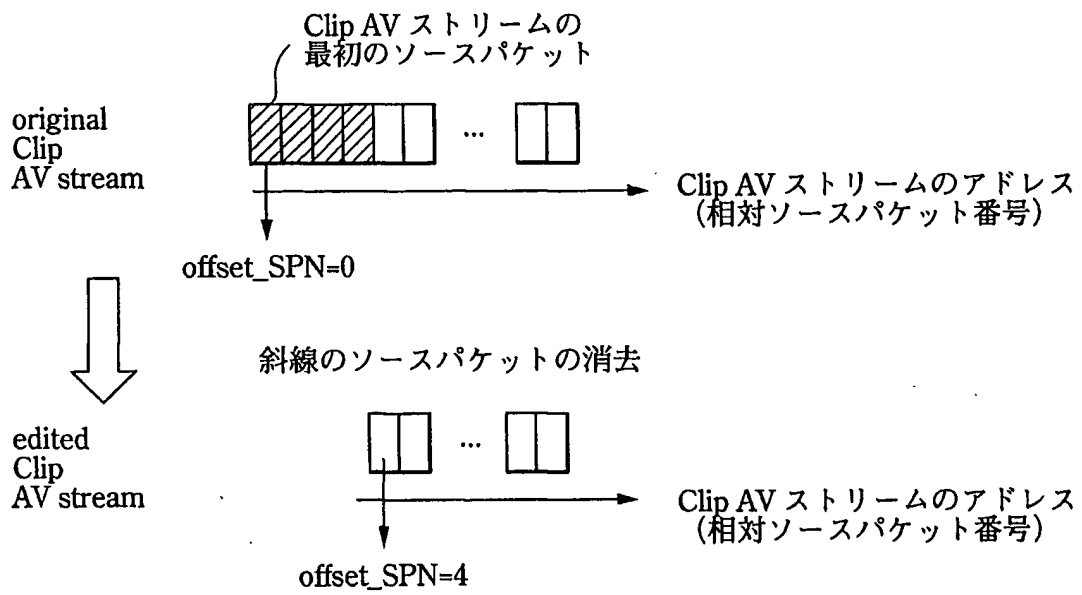 Clip AV ストリームの
最初のソースパケット
original
Clip
AV stream
...
Clip AV ストリームのアドレス
(相対ソースパケット番号)
offset_SPN=0
斜線のソースパケットの消去
edited
Clip
AV stream
...
Clip AV ストリームのアドレス
(相対ソースパケット番号)
offset_SPN=4